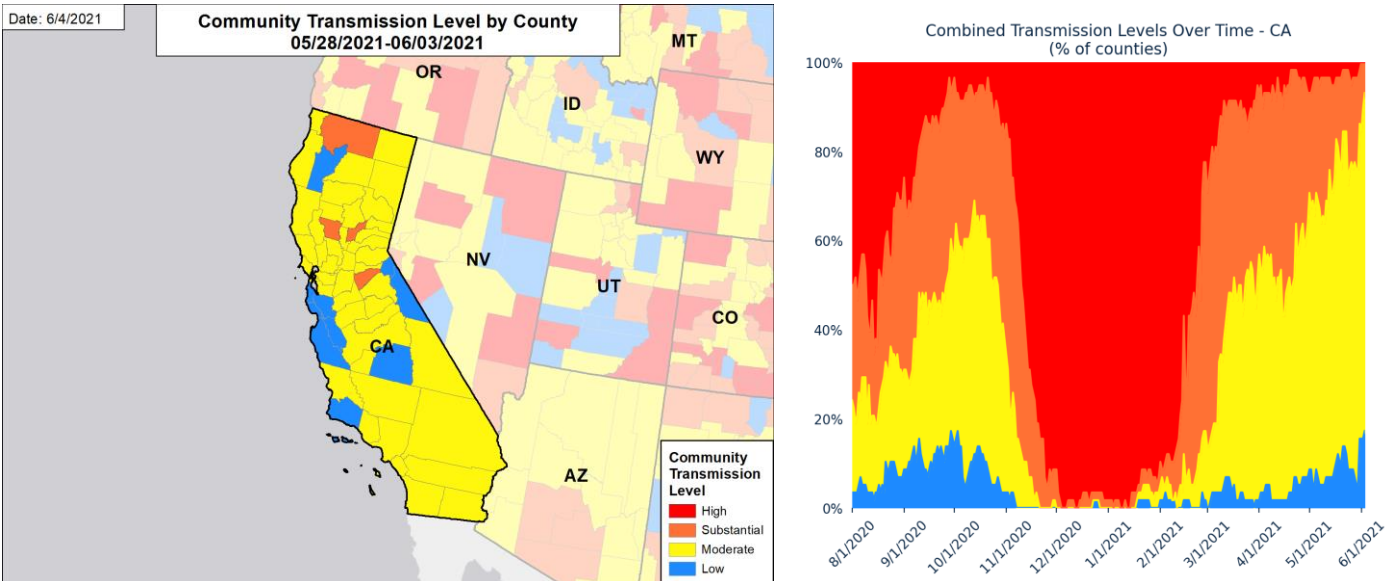 Date: 6/4/2021
Community Transmission Level by County
05/28/2021-06/03/2021
MT
OR
ID
WY
NV
UT
CO
CA
AZ
Community
Transmission
Level
High
Substantial
Moderate
Low
Combined Transmission Levels Over Time - CA
(% of counties)
100%
80%
60%
40%
20%
0%
8/1/2020
9/1/2020
10/1/2020
11/1/2020
12/1/2020
1/1/2021
2/1/2021
3/1/2021
4/1/2021
5/1/2021
6/1/2021